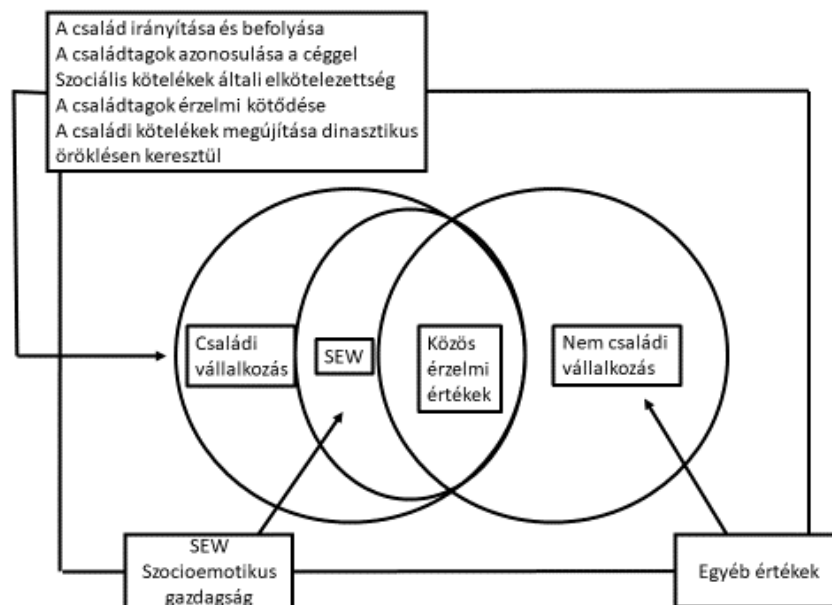 A család irányítása és befolyása
A családtagok azonosulása a céggel
Szociális kötelékek általi elkötelezettség
A családtagok érzelmi kötődése
A családi kötelékek megújítása dinasztikus
öröklésen keresztül
Családi
vállalkozás
SEW
Közös
érzelmi
értékek
Nem családi
vállalkozás
SEW
Szocioemotikus
gazdagság
Egyéb értékek